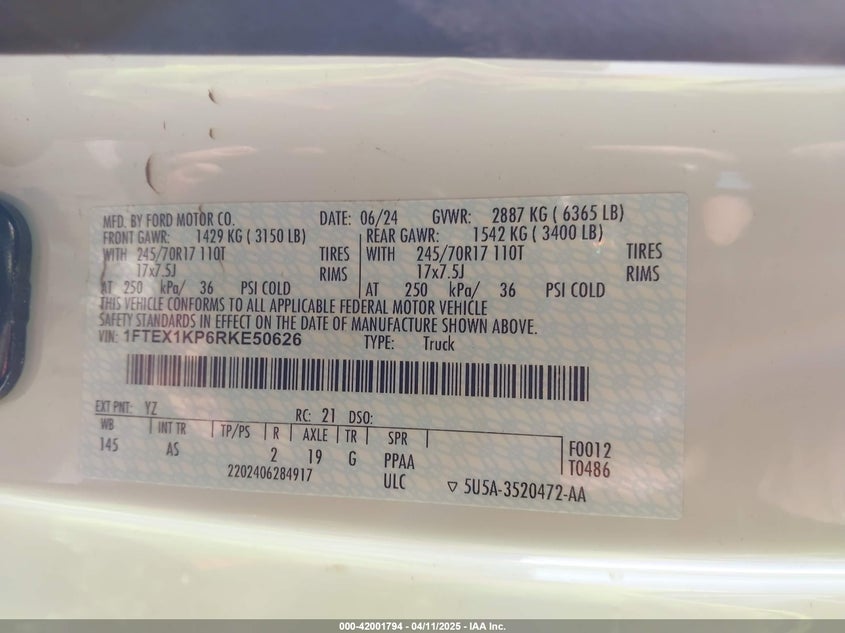 MFD. BY FORD MOTOR CO. DATE: 06/24 GVWR: 2887 KG ( 6365 LB)
FRONT GAWR: 1429 KG ( 3150 LB) REAR GAWR: 1542 KG ( 3400 LB)
WITH 245/70R17 110T TIRES WITH 245/70R17 110T TIRES
17x7.5J RIMS 17x7.5J RIMS
AT 250 kPa/ 36 PSI COLD AT 250 kPa/ 36 PSI COLD
THIS VEHICLE CONFORMS TO ALL APPLICABLE FEDERAL MOTOR VEHICLE
SAFETY STANDARDS IN EFFECT ON THE DATE OF MANUFACTURE SHOWN ABOVE.
VIN: 1FTEX1KP6RKE50626 TYPE: Truck
EXT PNT: YZ RC: 21 DSO:
WB INT TR TP/PS R AXLE TR SPR
145 AS 2 19 G PPAA
F0012
T0486
2202406284917 ULC ▽ 5U5A-3520472-AA
000-42001794 - 04/11/2025 - IAA Inc.